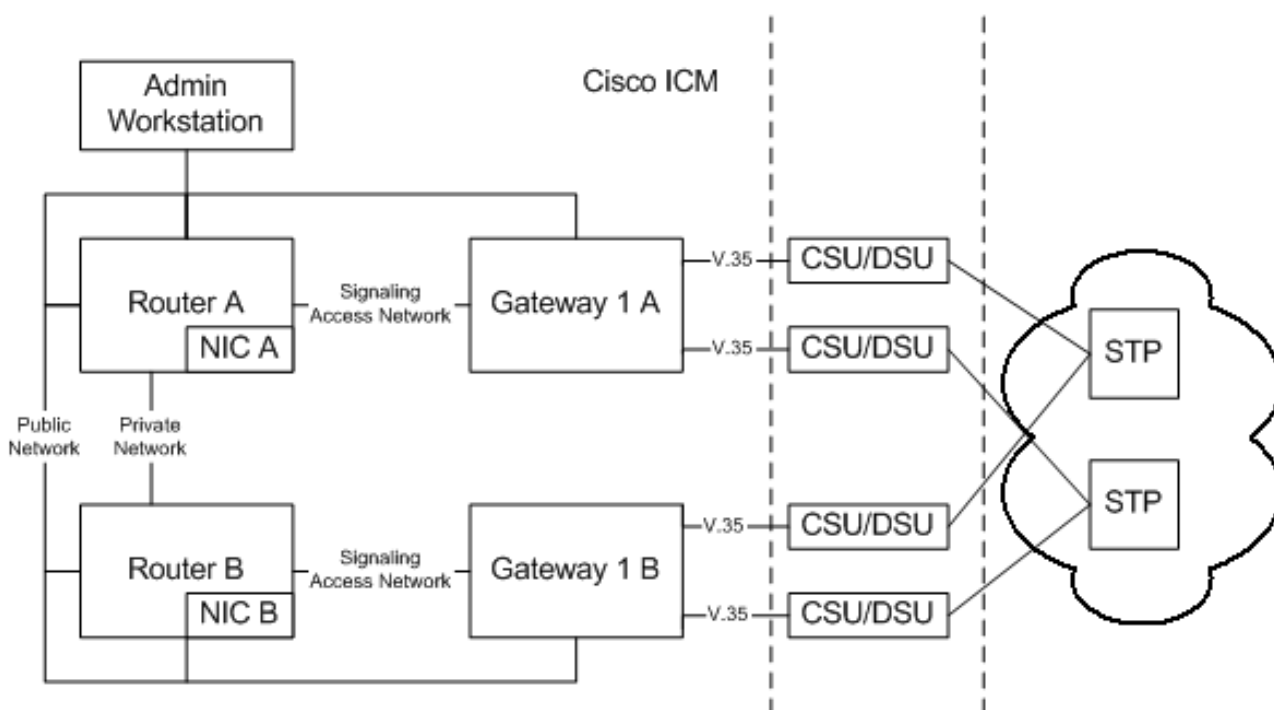 Admin
Workstation
Cisco ICM
Router A
NIC A
Signaling
Access Network
Gateway 1 A
V.35
CSU/DSU
V.35
CSU/DSU
STP
Public
Network
Private
Network
Router B
NIC B
Signaling
Access Network
Gateway 1 B
V.35
CSU/DSU
V.35
CSU/DSU
STP